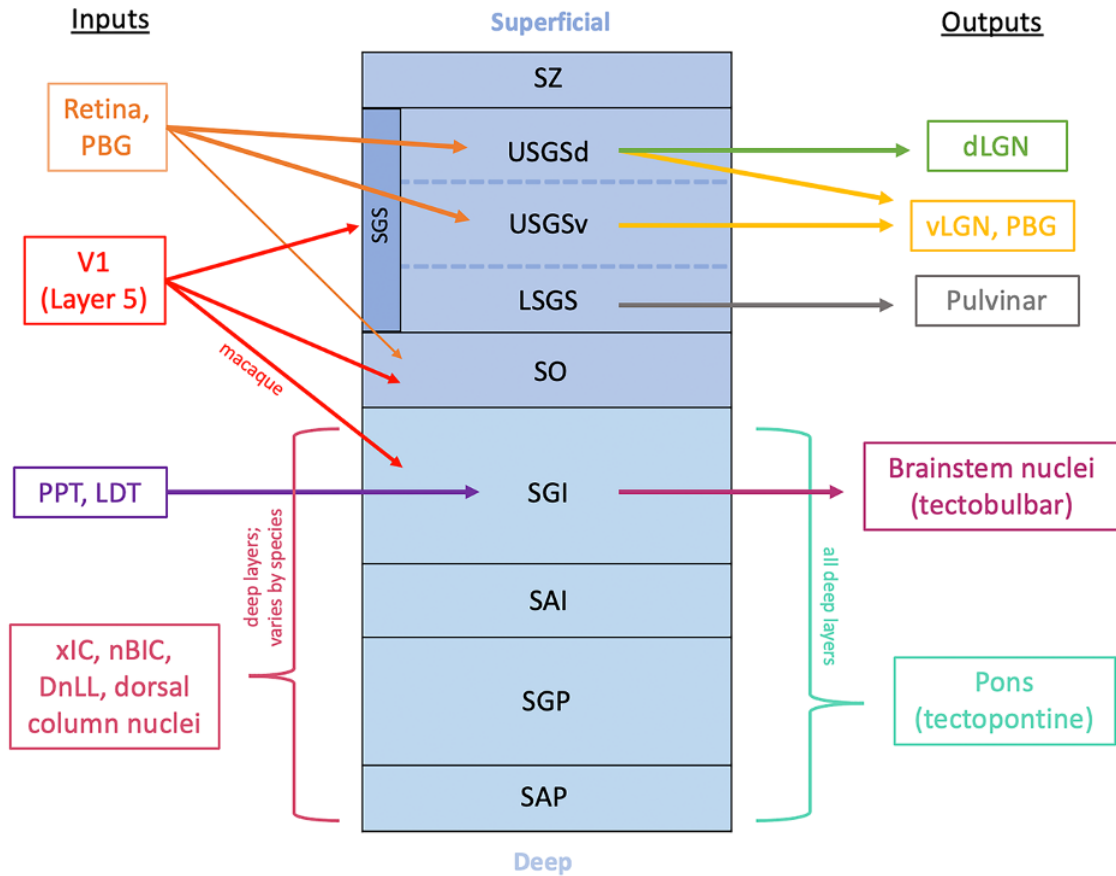 Inputs
Superficial
Outputs
Retina,
PBG
V1
(Layer 5)
macaque
PPT, LDT
deep layers;
varies by species
xIC, nBIC,
DnLL, dorsal
column nuclei
SZ
SGS
USGSd
USGSv
LSGS
SO
SGI
SAI
SGP
SAP
dLGN
vLGN, PBG
Pulvinar
Brainstem nuclei
(tectobulbar)
all deep layers
Pons
(tectopontine)
Deep